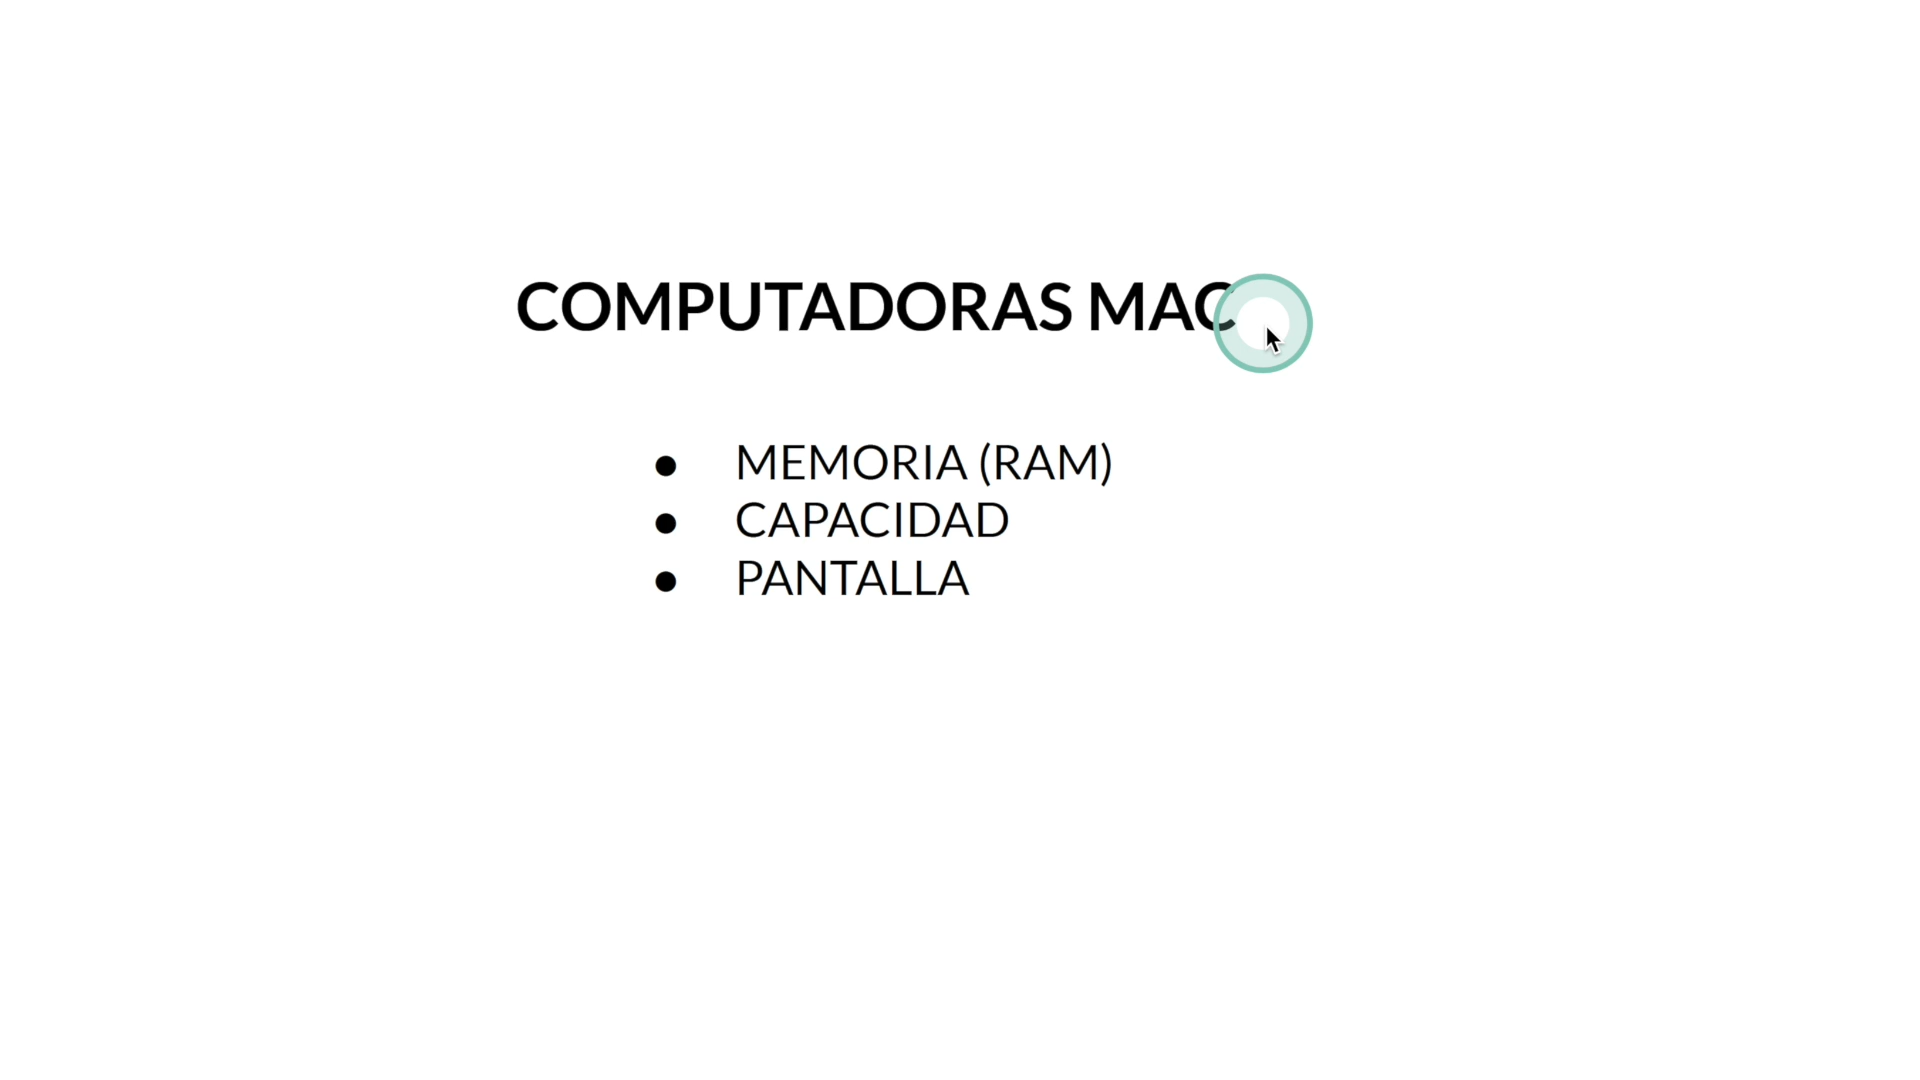 COMPUTADORAS MAC
● MEMORIA (RAM)
● CAPACIDAD
● PANTALLA